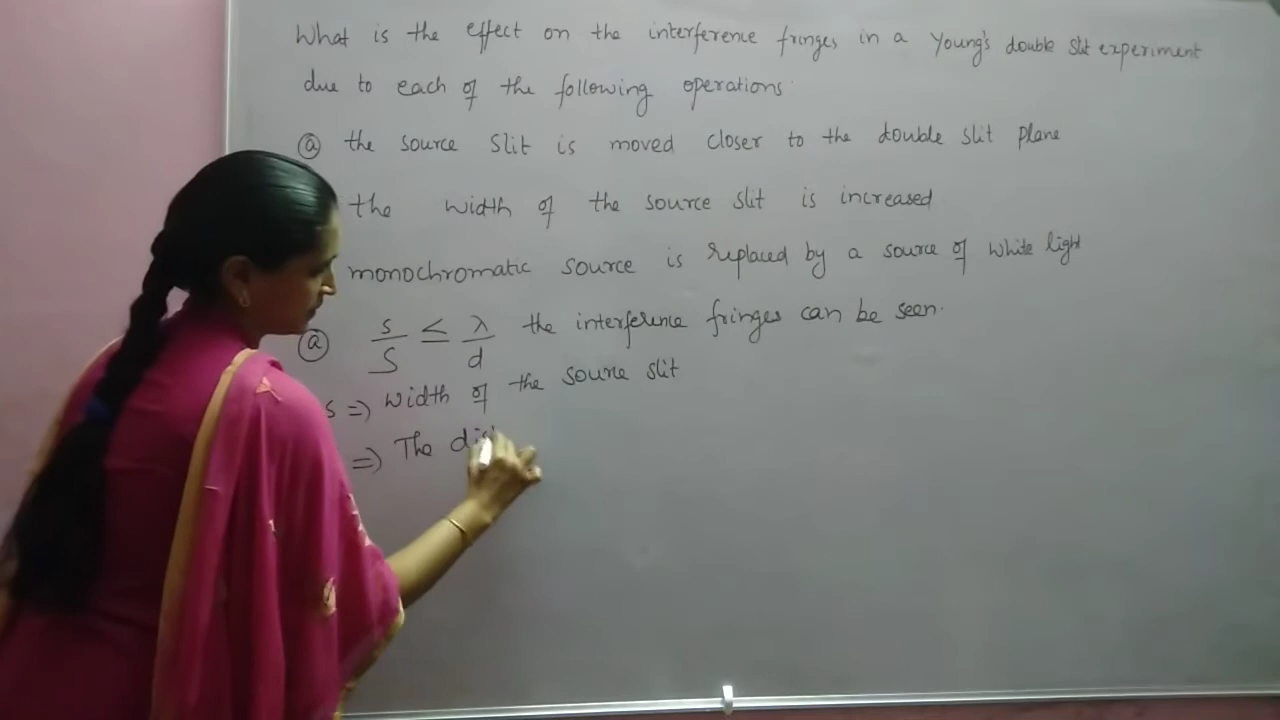 What is the effect on the interference fringes in a Young's double slit experiment
due to each of the following operations
ⓐ the source slit is moved closer to the double slit plane
the width of the source slit is increased
monochromatic source is replaced by a source of white light
ⓐ s/S ≤ λ/d the interference fringes can be seen.
s ⇒ width of the source slit
⇒ The dis